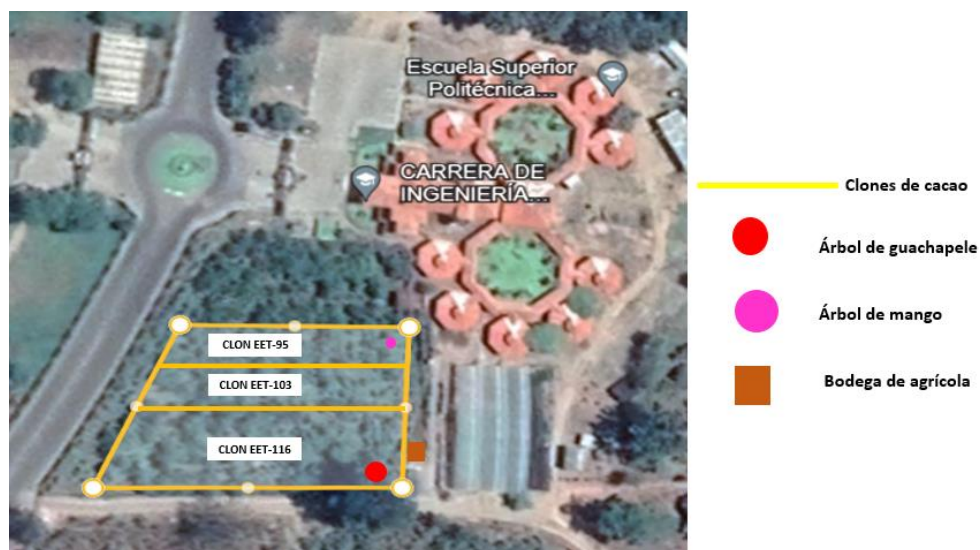 Escuela Superior
Politécnica...
CARRERA DE
INGENIERÍA...
CLON EET-95
CLON EET-103
CLON EET-116
Clones de cacao
Árbol de guachapele
Árbol de mango
Bodega de agrícola